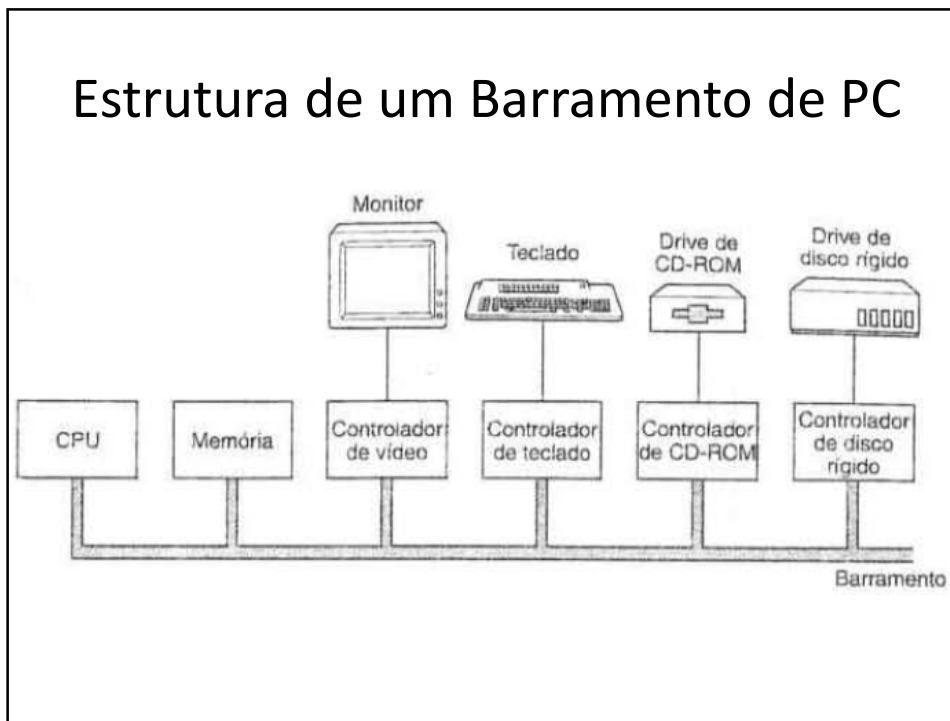 Estrutura de um Barramento de PC
Monitor
Teclado
Drive de
CD-ROM
Drive de
disco rígido
CPU
Memória
Controlador
de vídeo
Controlador
de teclado
Controlador
de CD-ROM
Controlador
de disco
rígido
Barramento